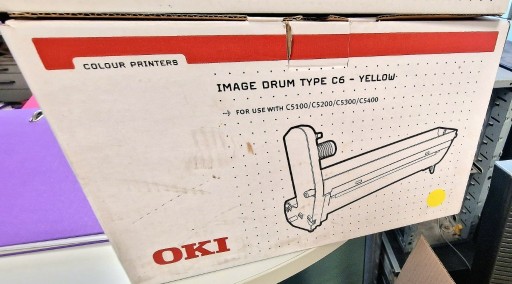 COLOUR PRINTERS
IMAGE DRUM TYPE C6 - YELLOW
→ FOR USE WITH C5100/C5200/C5300/C5400
OKI